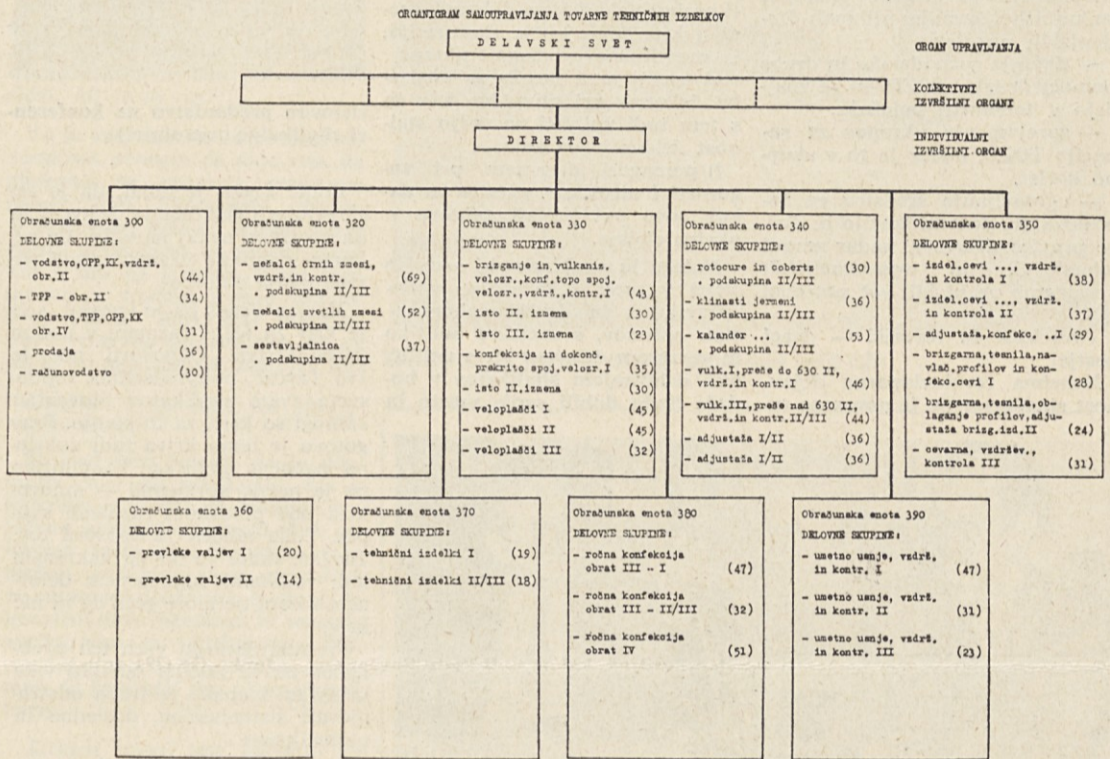 ORGANIGRAM SAMOUPRAVLJANJA TOVARNE TEHNIČNIH IZDELKOV
DELAVSKI SVET
ORGAN UPRAVLJANJA
KOLEKTIVNI
IZVRŠILNI ORGANI
DIREKTOR
INDIVIDUALNI
IZVRŠILNI ORGAN
Obračunska enota 300
DELOVNE SKUPINE:
- vodstvo,OPP,KK,vzdrž,
obr.II (44)
- TPP - obr.II (34)
- vodstvo,TPP,OPP,KK
obr.IV (31)
- prodaja (36)
- računovodstvo (30)
Obračunska enota 320
DELOVNE SKUPINE:
- mešalci črnih zmesi,
vzdrž.in kontr. (69)
. podskupina II/III
- mešalci svetlih zmesi (52)
. podskupina II/III
- sestavljalnica (37)
. podskupina II/III
Obračunska enota 330
DELOVNE SKUPINE:
- brizganje in vulkaniz.
velozr.,konf.topo spoj.
velozr.,vzdrž.,kontr.I (43)
- isto II. izmena (30)
- isto III. izmena (23)
- konfekcija in dokonč.
prekrito spoj.velozr.I (35)
- isto II.izmena (30)
- veloplašči I (45)
- veloplašči II (45)
- veloplašči III (32)
Obračunska enota 340
DELOVNE SKUPINE:
- rotocure in cobertz (30)
. podskupina II/III
- klinasti jermeni (36)
. podskupina II/III
- kalander ... (53)
. podskupina II/III
- vulk.I,preše do 630 II,
vzdrž.in kontr.I (46)
- vulk.III,preše nad 630 II,
vzdrž.in kontr.II/III (44)
- adjustaža I/II (36)
- adjustaža I/II (36)
Obračunska enota 350
DELOVNE SKUPINE:
- izdel.cevi ..., vzdrž.
in kontrola I (38)
- izdel.cevi ..., vzdrž.
in kontrola II (37)
- adjustaža,konfekc. ..I (29)
- brizgarna,tesnila,na-
vlač.profilov in kon-
fekc.cevi I (28)
- brizgarna,tesnila,ob-
laganje profilov,adju-
staža brizg.izd.II (24)
- cevarna, vzdržev.,
kontrola III (31)
Obračunska enota 360
DELOVNE SKUPINE:
- prevleke valjev I (20)
- prevleke valjev II (14)
Obračunska enota 370
DELOVNE SKUPINE:
- tehnični izdelki I (19)
- tehnični izdelki II/III (18)
Obračunska enota 380
DELOVNE SKUPINE:
- ročna konfekcija
obrat III - I (47)
- ročna konfekcija
obrat III - II/III (32)
- ročna konfekcija
obrat IV (51)
Obračunska enota 390
DELOVNE SKUPINE:
- umetno usnje, vzdrž.
in kontr. I (47)
- umetno usnje, vzdrž.
in kontr. II (31)
- umetno usnje, vzdrž.
in kontr. III (23)